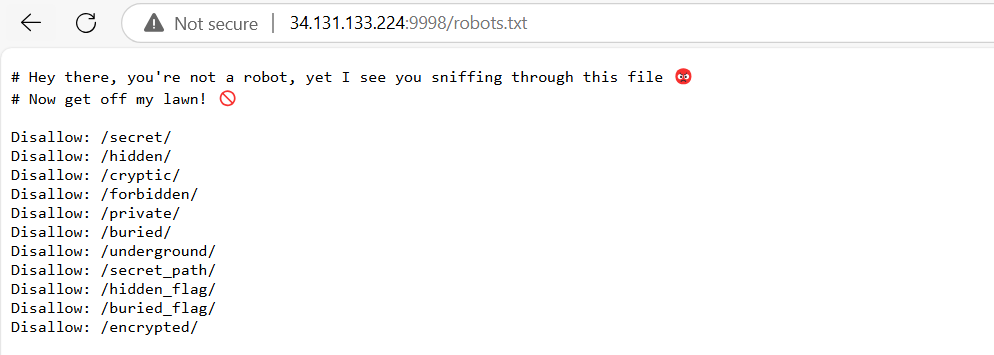 Not secure | 34.131.133.224:9998/robots.txt
# Hey there, you're not a robot, yet I see you sniffing through this file 😡
# Now get off my lawn! 🚫
Disallow: /secret/
Disallow: /hidden/
Disallow: /cryptic/
Disallow: /forbidden/
Disallow: /private/
Disallow: /buried/
Disallow: /underground/
Disallow: /secret_path/
Disallow: /hidden_flag/
Disallow: /buried_flag/
Disallow: /encrypted/